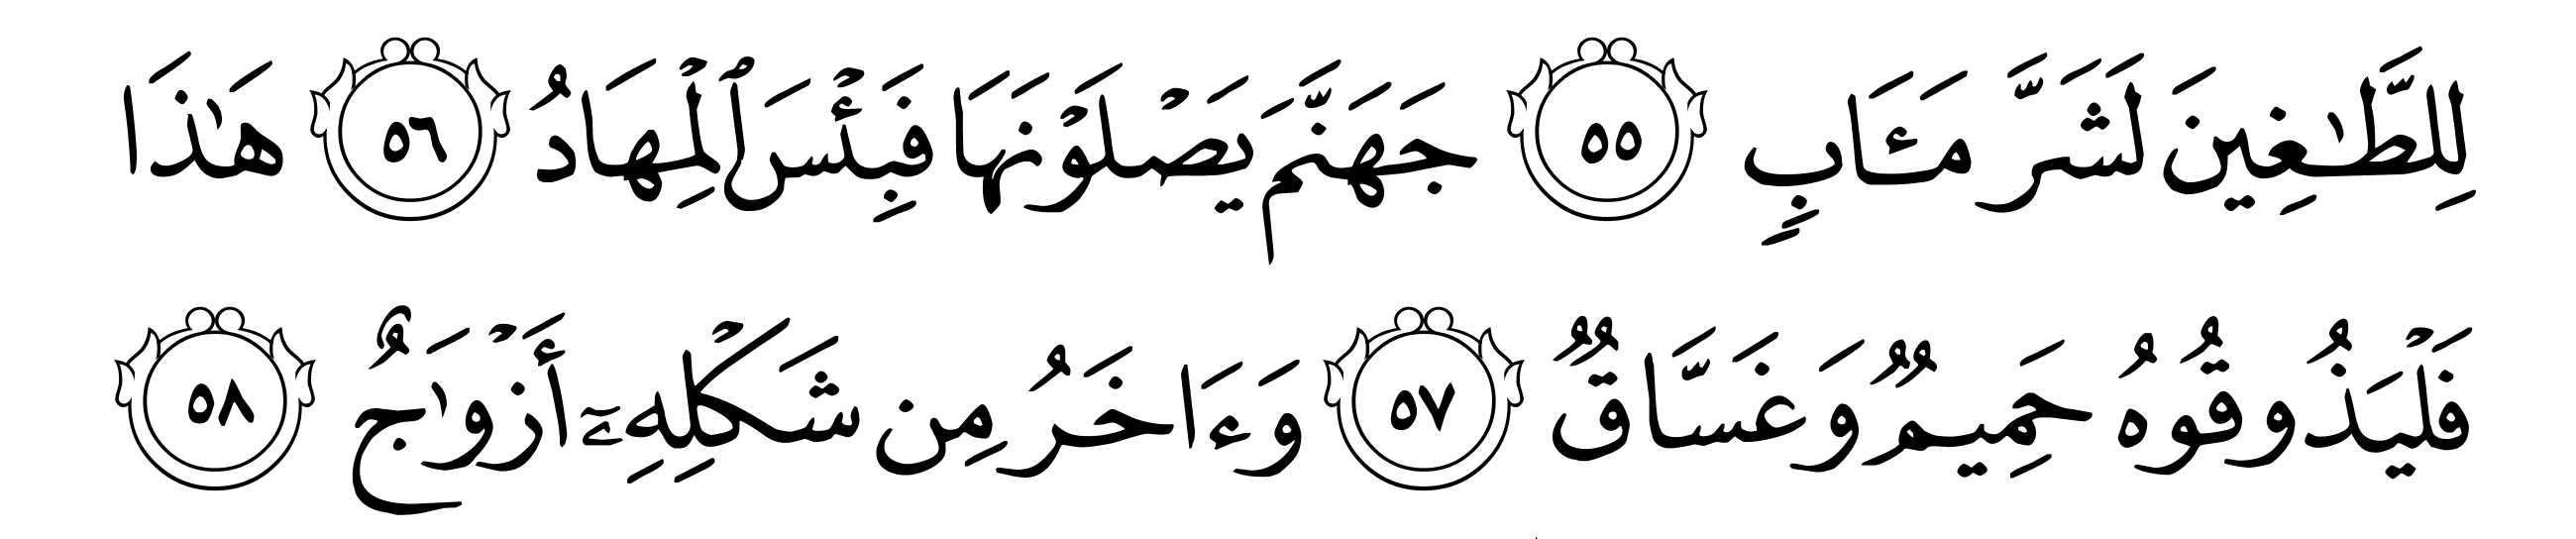 لِلطَّٰغِينَ لَشَرَّ مَـَٔابٍ ٥٥ جَهَنَّمَ يَصْلَوْنَهَا فَبِئْسَ ٱلْمِهَادُ ٥٦ هَٰذَا
فَلْيَذُوقُوهُ حَمِيمٌ وَغَسَّاقٌ ٥٧ وَءَاخَرُ مِن شَكْلِهِۦٓ أَزْوَٰجٌ ٥٨